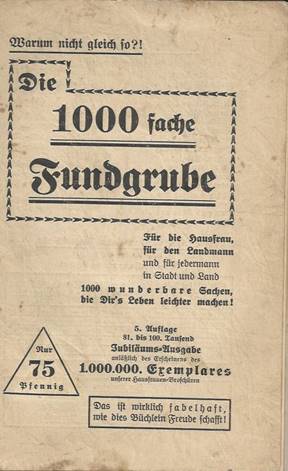 Warum nicht gleich so?!
Die
1000 fache
Fundgrube
Für die Hausfrau,
für den Landmann
und für jedermann
in Stadt und Land
1000 wunderbare Sachen,
die Dir's Leben leichter machen!
5. Auflage
81. bis 100. Tausend
Jubiläums-Ausgabe
anläßlich des Erscheinens des
1.000.000. Exemplares
unserer Hausfrauen-Broschüren
Nur
75
Pfennig
Das ist wirklich fabelhaft,
wie dies Büchlein Freude schafft!